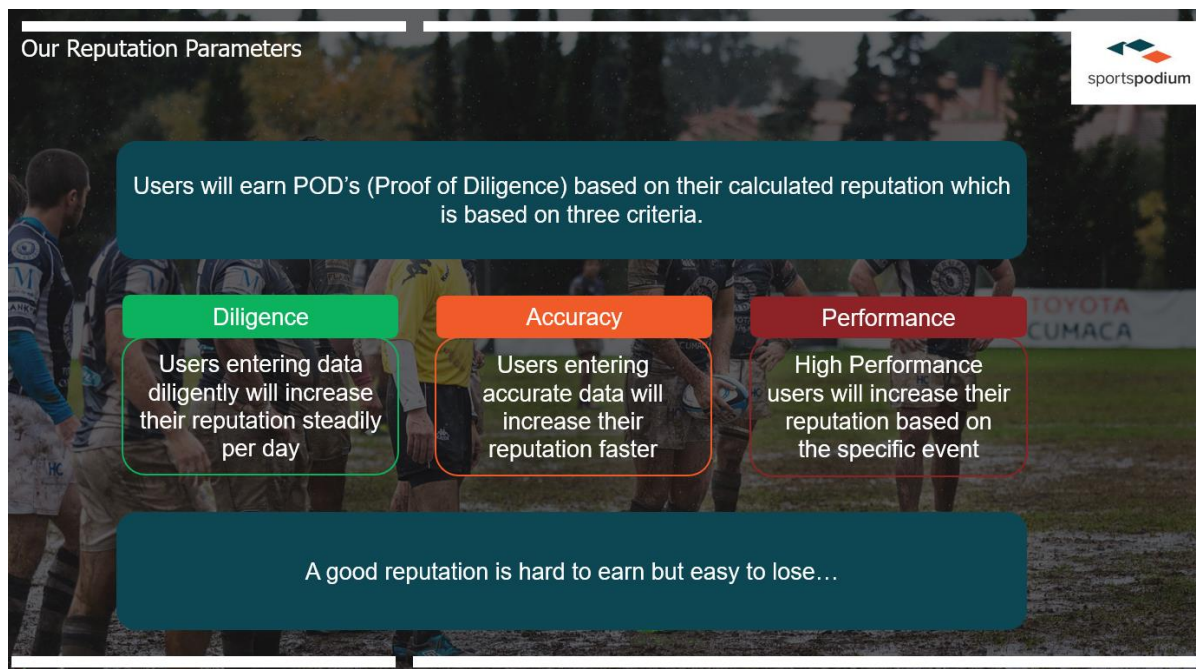 Our Reputation Parameters
sportspodium
Users will earn POD's (Proof of Diligence) based on their calculated reputation which
is based on three criteria.
Diligence
Users entering data
diligently will increase
their reputation steadily
per day
Accuracy
Users entering
accurate data will
increase their
reputation faster
Performance
High Performance
users will increase their
reputation based on
the specific event
TOYOTA
CUMACA
A good reputation is hard to earn but easy to lose…